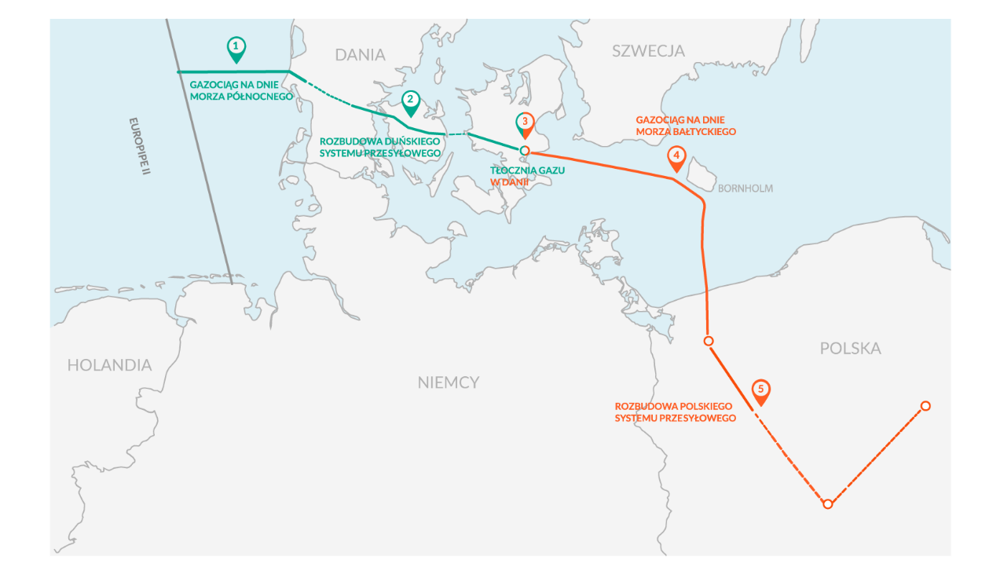 1
DANIA
SZWECJA
GAZOCIĄG NA DNIE
MORZA PÓŁNOCNEGO
2
EUROPIPE II
3
GAZOCIĄG NA DNIE
MORZA BAŁTYCKIEGO
ROZBUDOWA DUŃSKIEGO
SYSTEMU PRZESYŁOWEGO
4
TŁOCZNIA GAZU
W DANII
BORNHOLM
HOLANDIA
NIEMCY
POLSKA
5
ROZBUDOWA POLSKIEGO
SYSTEMU PRZESYŁOWEGO